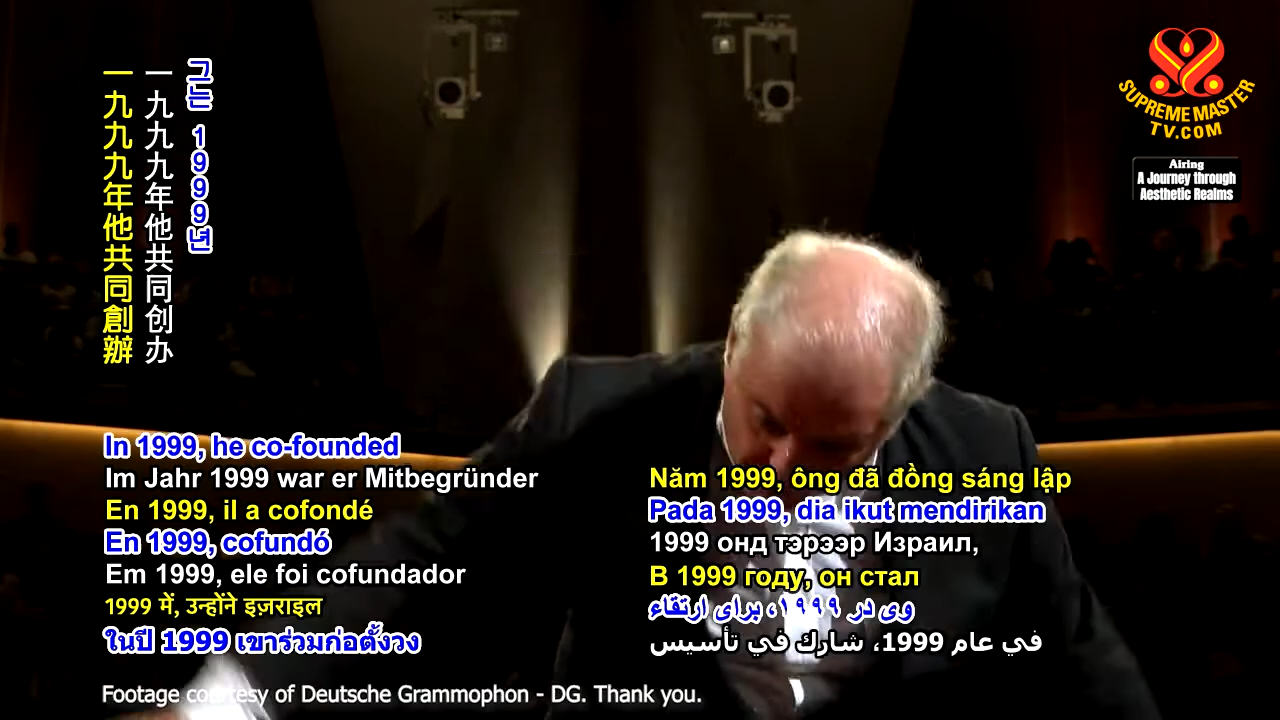 그는 1999년
一九九九年他共同创办
一九九九年他共同創辦
SUPREME MASTER
TV.COM
Airing
A Journey through
Aesthetic Realms
In 1999, he co-founded
Im Jahr 1999 war er Mitbegründer
En 1999, il a cofondé
En 1999, cofundó
Em 1999, ele foi cofundador
1999 में, उन्होंने इज़राइल
ในปี 1999 เขาร่วมก่อตั้งวง
Năm 1999, ông đã đồng sáng lập
Pada 1999, dia ikut mendirikan
1999 онд тэрээр Израил,
В 1999 году, он стал
وی در ۱۹۹۹، برای ارتقاء
في عام 1999، شارك في تأسيس
Footage courtesy of Deutsche Grammophon - DG. Thank you.